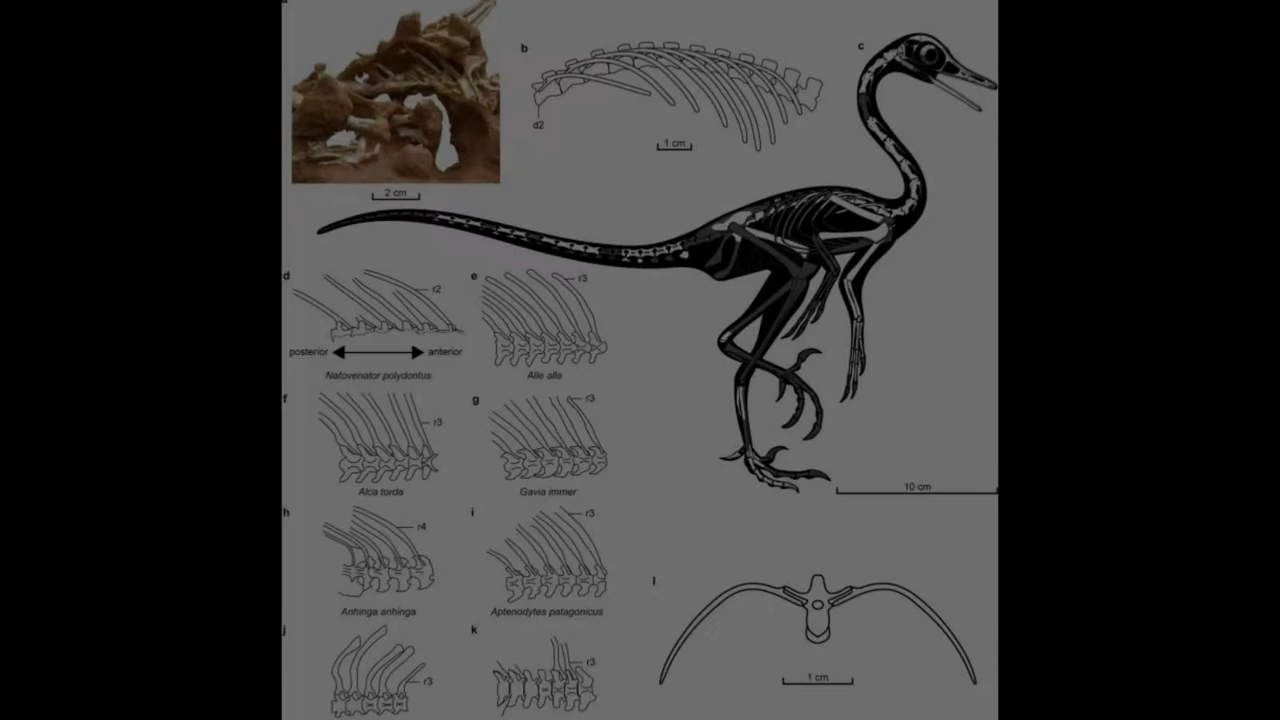 b
c
d2
1 cm
2 cm
d
r2
e
r3
posterior
anterior
Natovenator polydontus
Alle alle
f
r3
g
r3
10 cm
Alca torda
Gavia immer
h
r4
i
r3
l
Anhinga anhinga
Aptenodytes patagonicus
j
r3
k
r3
1 cm